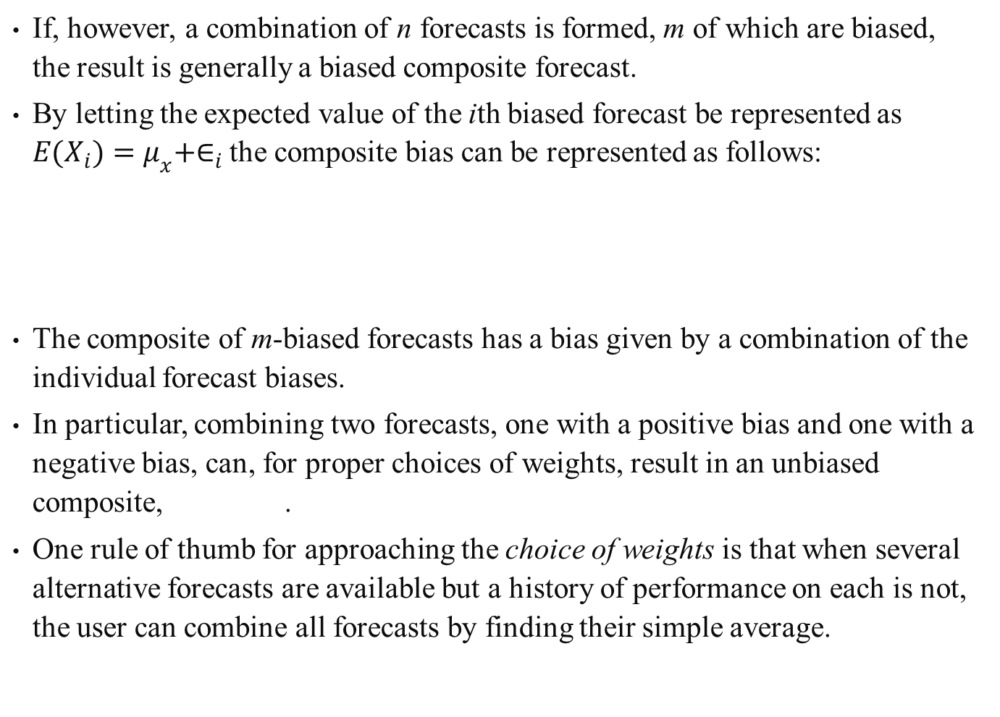 • If, however, a combination of n forecasts is formed, m of which are biased,
the result is generally a biased composite forecast.
• By letting the expected value of the ith biased forecast be represented as
E(Xᵢ) = μₓ+∈ᵢ the composite bias can be represented as follows:
• The composite of m-biased forecasts has a bias given by a combination of the
individual forecast biases.
• In particular, combining two forecasts, one with a positive bias and one with a
negative bias, can, for proper choices of weights, result in an unbiased
composite, .
• One rule of thumb for approaching the choice of weights is that when several
alternative forecasts are available but a history of performance on each is not,
the user can combine all forecasts by finding their simple average.